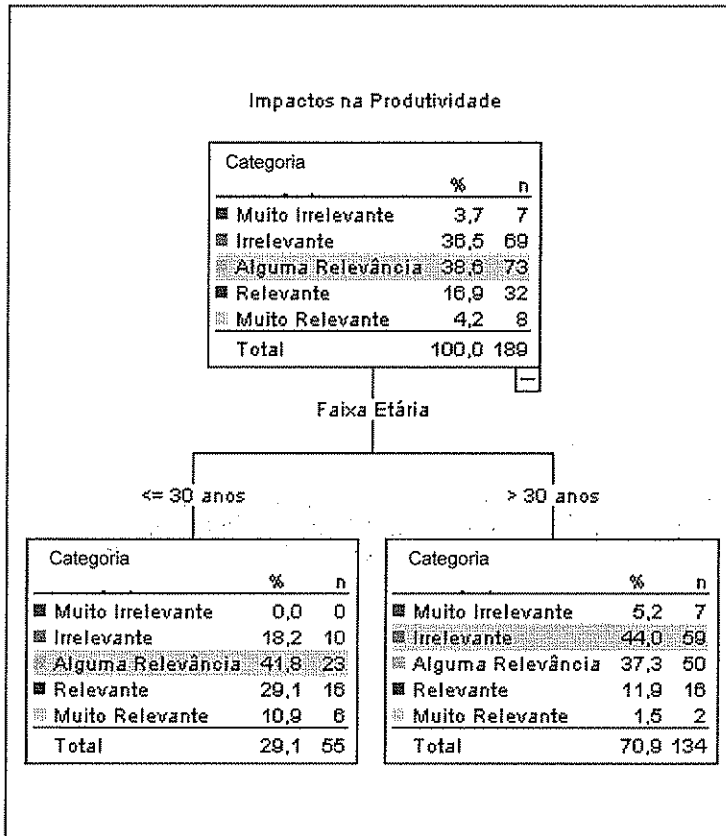 Impactos na Produtividade
Categoria
% n
Muito Irrelevante 3,7 7
Irrelevante 36,5 69
Alguma Relevância 38,6 73
Relevante 16,9 32
Muito Relevante 4,2 8
Total 100,0 189
Faixa Etária
<= 30 anos
> 30 anos
Categoria
% n
Muito Irrelevante 0,0 0
Irrelevante 18,2 10
Alguma Relevância 41,8 23
Relevante 29,1 16
Muito Relevante 10,9 6
Total 29,1 55
Categoria
% n
Muito Irrelevante 5,2 7
Irrelevante 44,0 59
Alguma Relevância 37,3 50
Relevante 11,9 16
Muito Relevante 1,5 2
Total 70,9 134